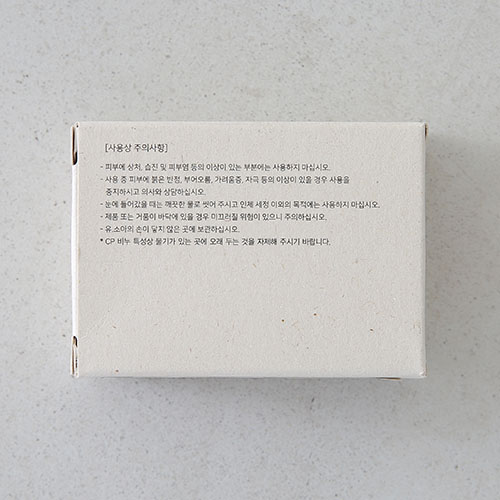 [사용상 주의사항]
- 피부에 상처, 습진 및 피부염 등의 이상이 있는 부분에는 사용하지 마십시오.
- 사용 중 피부에 붉은 반점, 부어오름, 가려움증, 자극 등의 이상이 있을 경우 사용을
중지하시고 의사와 상담하십시오.
- 눈에 들어갔을 때는 깨끗한 물로 씻어 주시고 인체 세정 이외의 목적에는 사용하지 마십시오.
- 제품 또는 거품이 바닥에 있을 경우 미끄러질 위험이 있으니 주의하십시오.
- 유.소아의 손이 닿지 않은 곳에 보관하십시오.
* CP 비누 특성상 물기가 있는 곳에 오래 두는 것을 자제해 주시기 바랍니다.